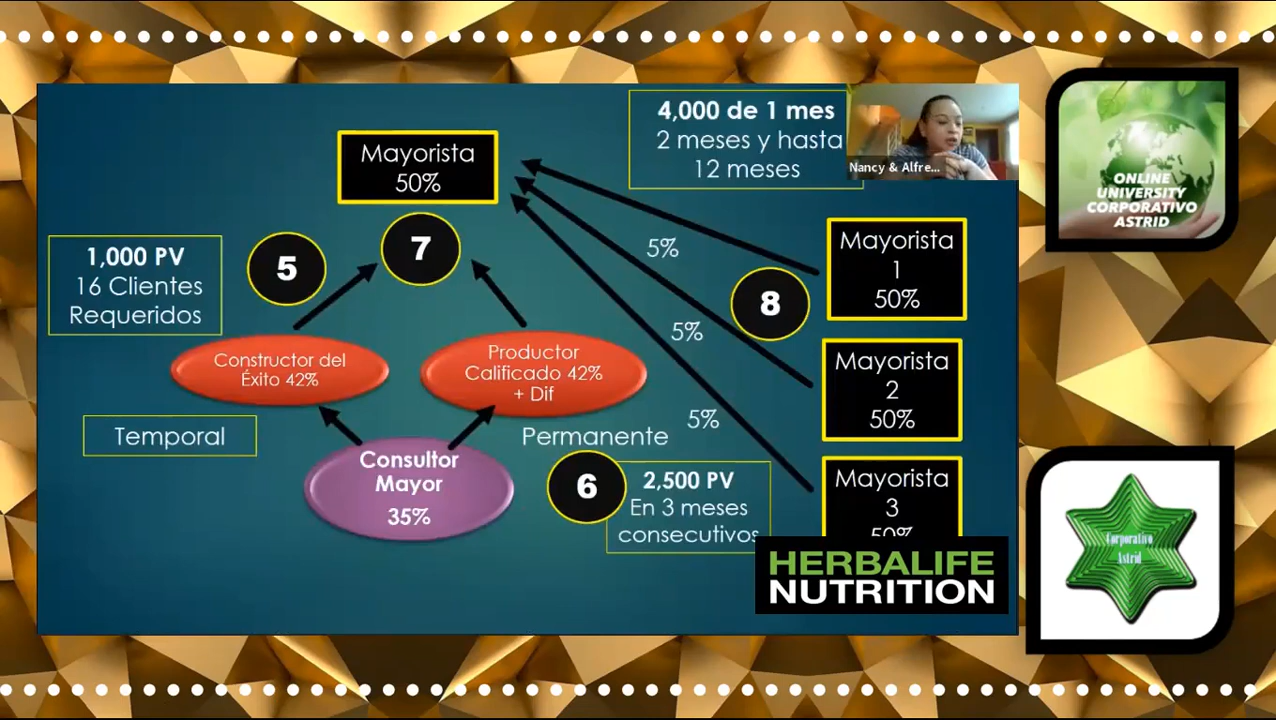 4,000 de 1 mes
2 meses y hasta
12 meses
Nancy & Alfre...
ONLINE
UNIVERSITY
CORPORATIVO
ASTRID
Mayorista
50%
1,000 PV
16 Clientes
Requeridos
5
7
5%
8
Mayorista
1
50%
Constructor del
Éxito 42%
Productor
Calificado 42%
+ Dif
5%
Mayorista
2
50%
Temporal
5%
Permanente
Consultor
Mayor
35%
6
2,500 PV
En 3 meses
consecutivos
Mayorista
3
50%
HERBALIFE
NUTRITION
Corporativo
Astrid